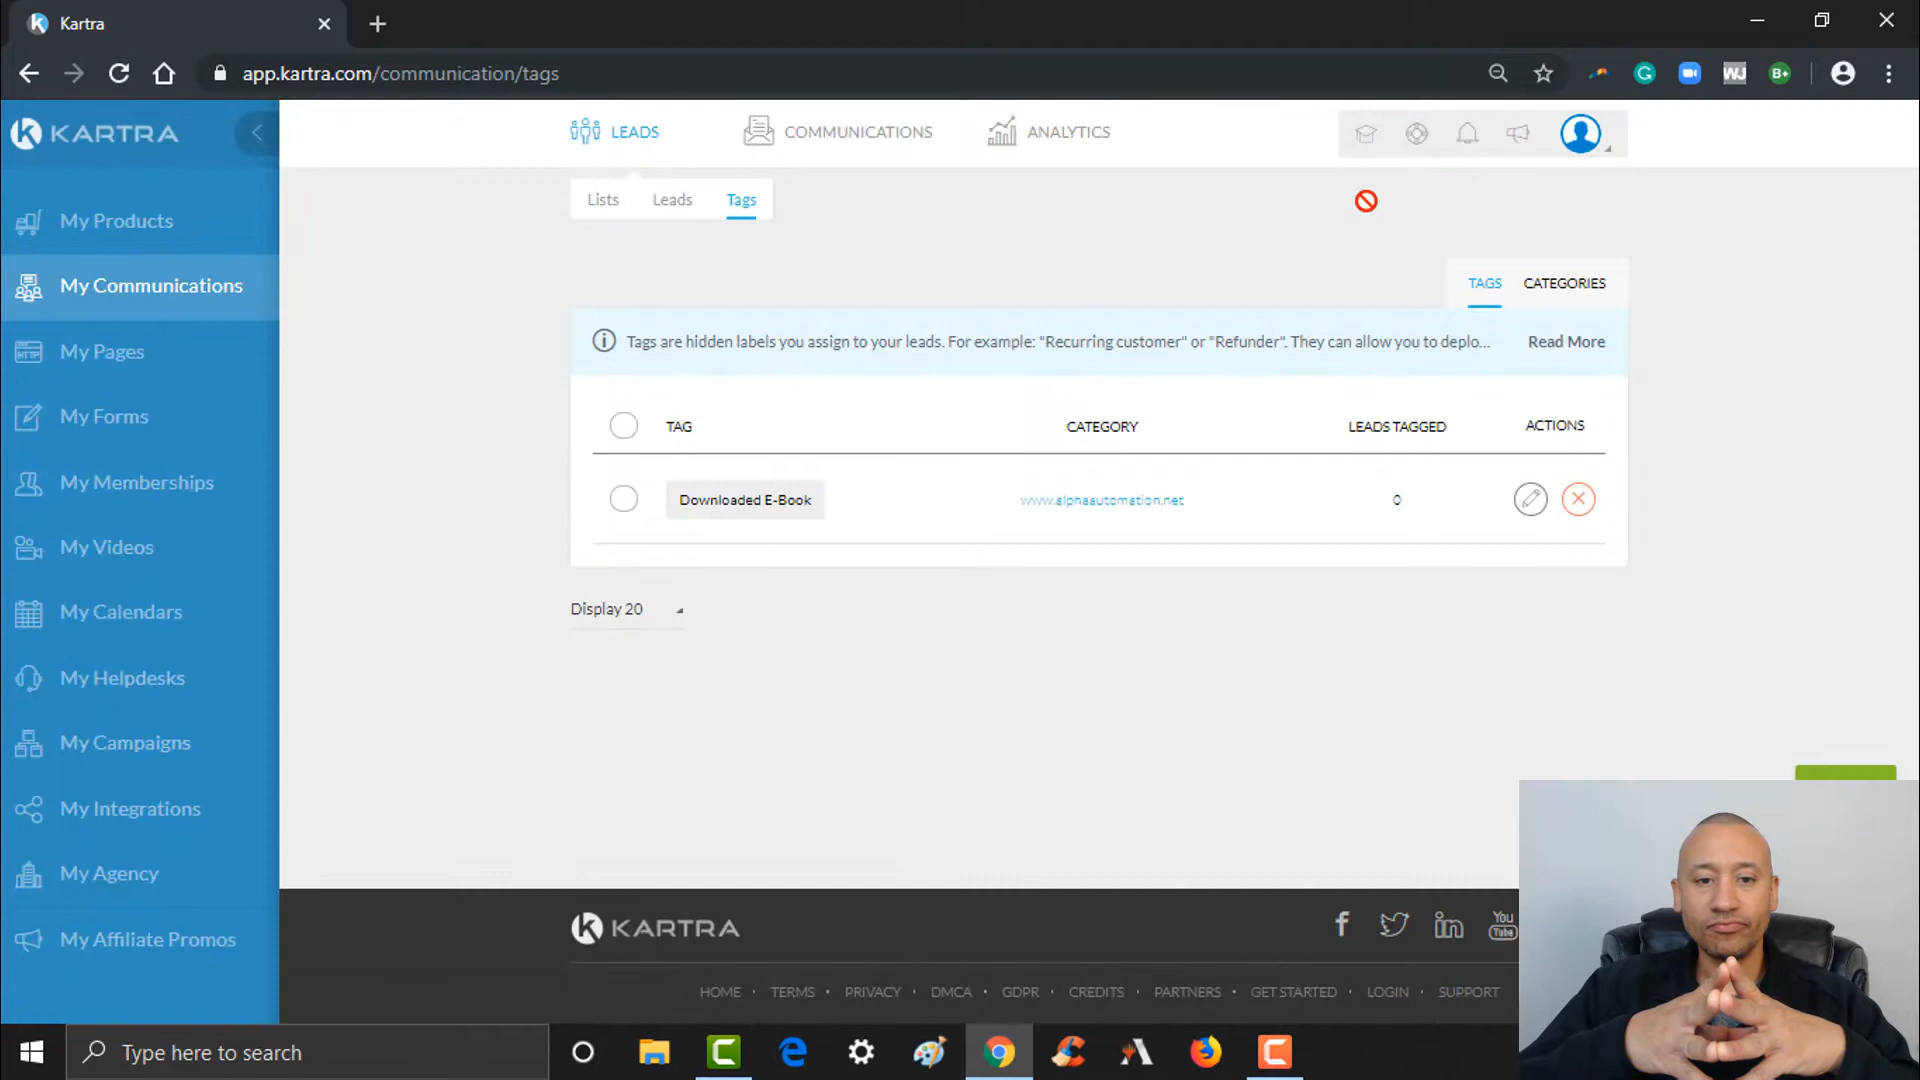 Kartra
app.kartra.com/communication/tags
KARTRA
LEADS
COMMUNICATIONS
ANALYTICS
Lists
Leads
Tags
My Products
My Communications
My Pages
My Forms
My Memberships
My Videos
My Calendars
My Helpdesks
My Campaigns
My Integrations
My Agency
My Affiliate Promos
TAGS
CATEGORIES
Tags are hidden labels you assign to your leads. For example: "Recurring customer" or "Refunder". They can allow you to deplo... Read More
TAG
CATEGORY
LEADS TAGGED
ACTIONS
Downloaded E-Book
www.alphaautomation.net
0
Display 20
KARTRA
You Tube
HOME · TERMS · PRIVACY · DMCA · GDPR · CREDITS · PARTNERS · GET STARTED · LOGIN · SUPPORT
Type here to search